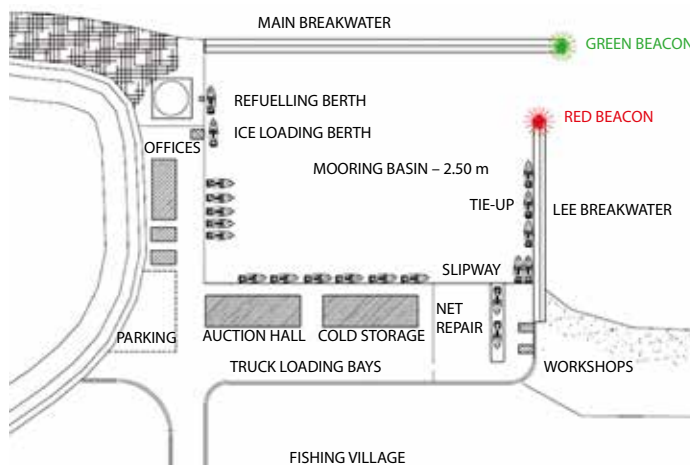 MAIN BREAKWATER
GREEN BEACON
REFUELLING BERTH
RED BEACON
ICE LOADING BERTH
OFFICES
MOORING BASIN – 2.50 m
TIE-UP
LEE BREAKWATER
SLIPWAY
NET
REPAIR
PARKING
AUCTION HALL
COLD STORAGE
TRUCK LOADING BAYS
WORKSHOPS
FISHING VILLAGE